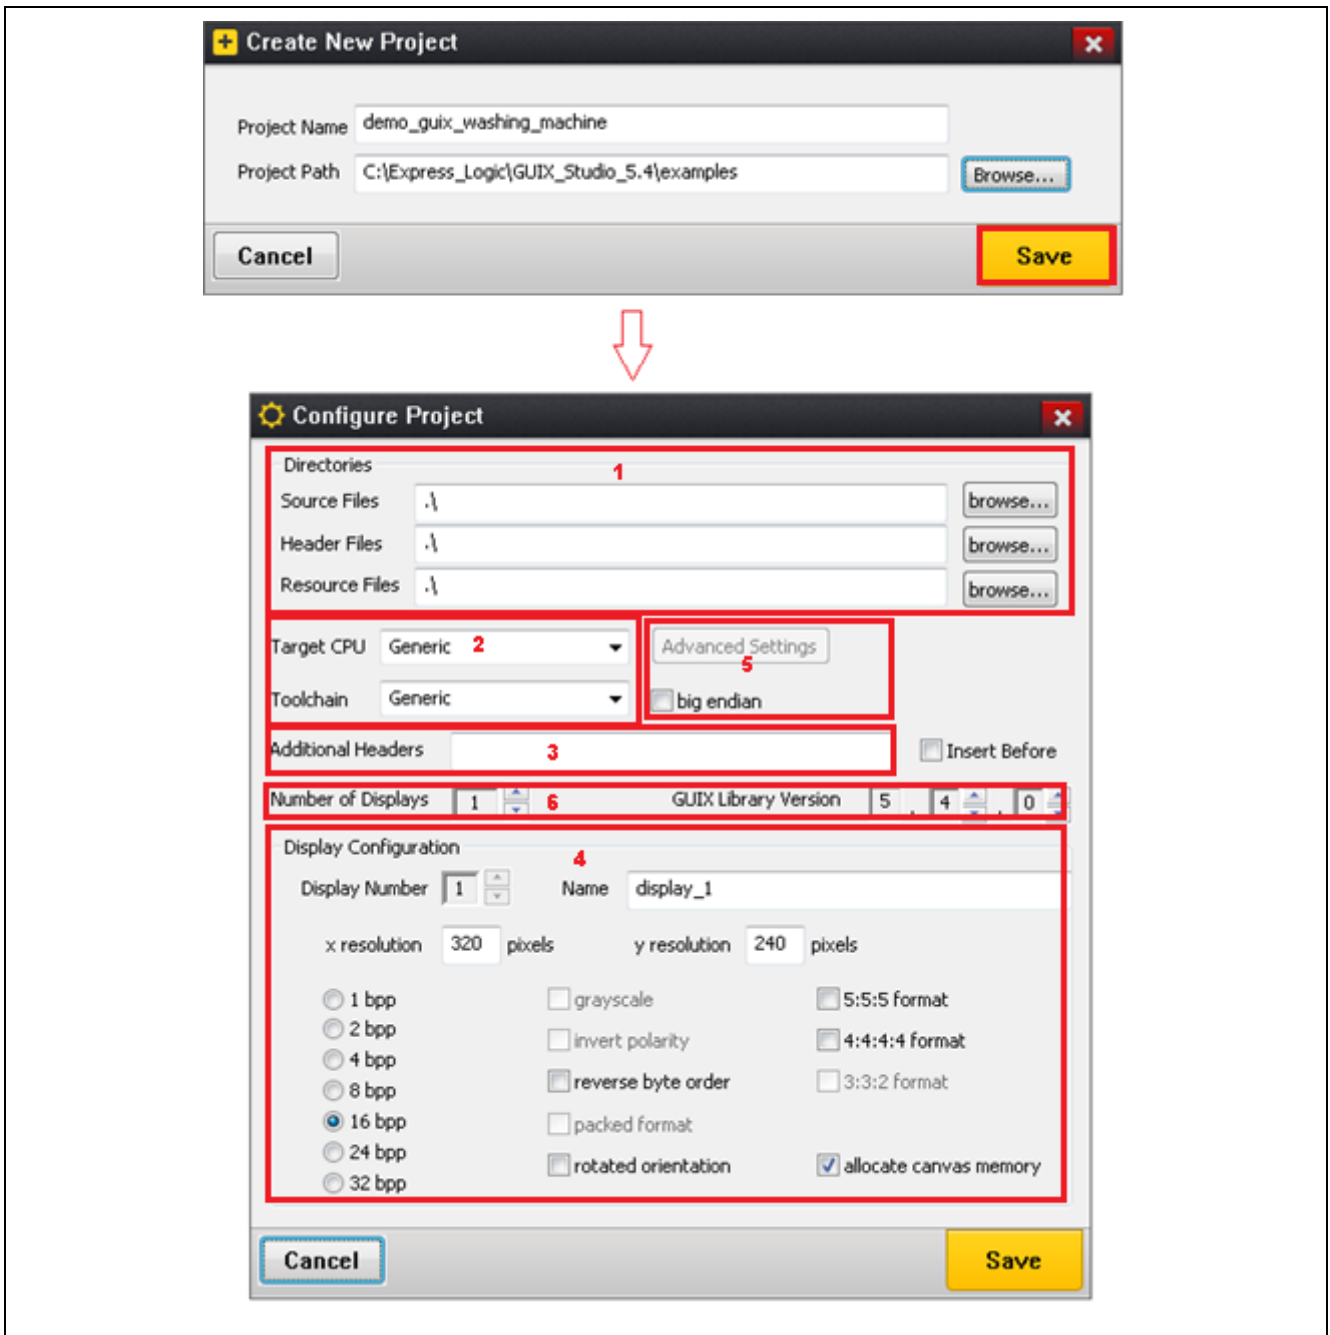 Create New Project
Project Name demo_guix_washing_machine
Project Path C:\Express_Logic\GUIX_Studio_5.4\examples Browse...
Cancel Save
Configure Project
Directories 1
Source Files .\ browse...
Header Files .\ browse...
Resource Files .\ browse...
Target CPU Generic 2 Advanced Settings
5
Toolchain Generic big endian
Additional Headers 3 Insert Before
Number of Displays 1 6 GUIX Library Version 5 . 4 . 0
Display Configuration 4
Display Number 1 Name display_1
x resolution 320 pixels y resolution 240 pixels
1 bpp grayscale 5:5:5 format
2 bpp invert polarity 4:4:4:4 format
4 bpp
8 bpp reverse byte order 3:3:2 format
16 bpp packed format
24 bpp rotated orientation allocate canvas memory
32 bpp
Cancel Save